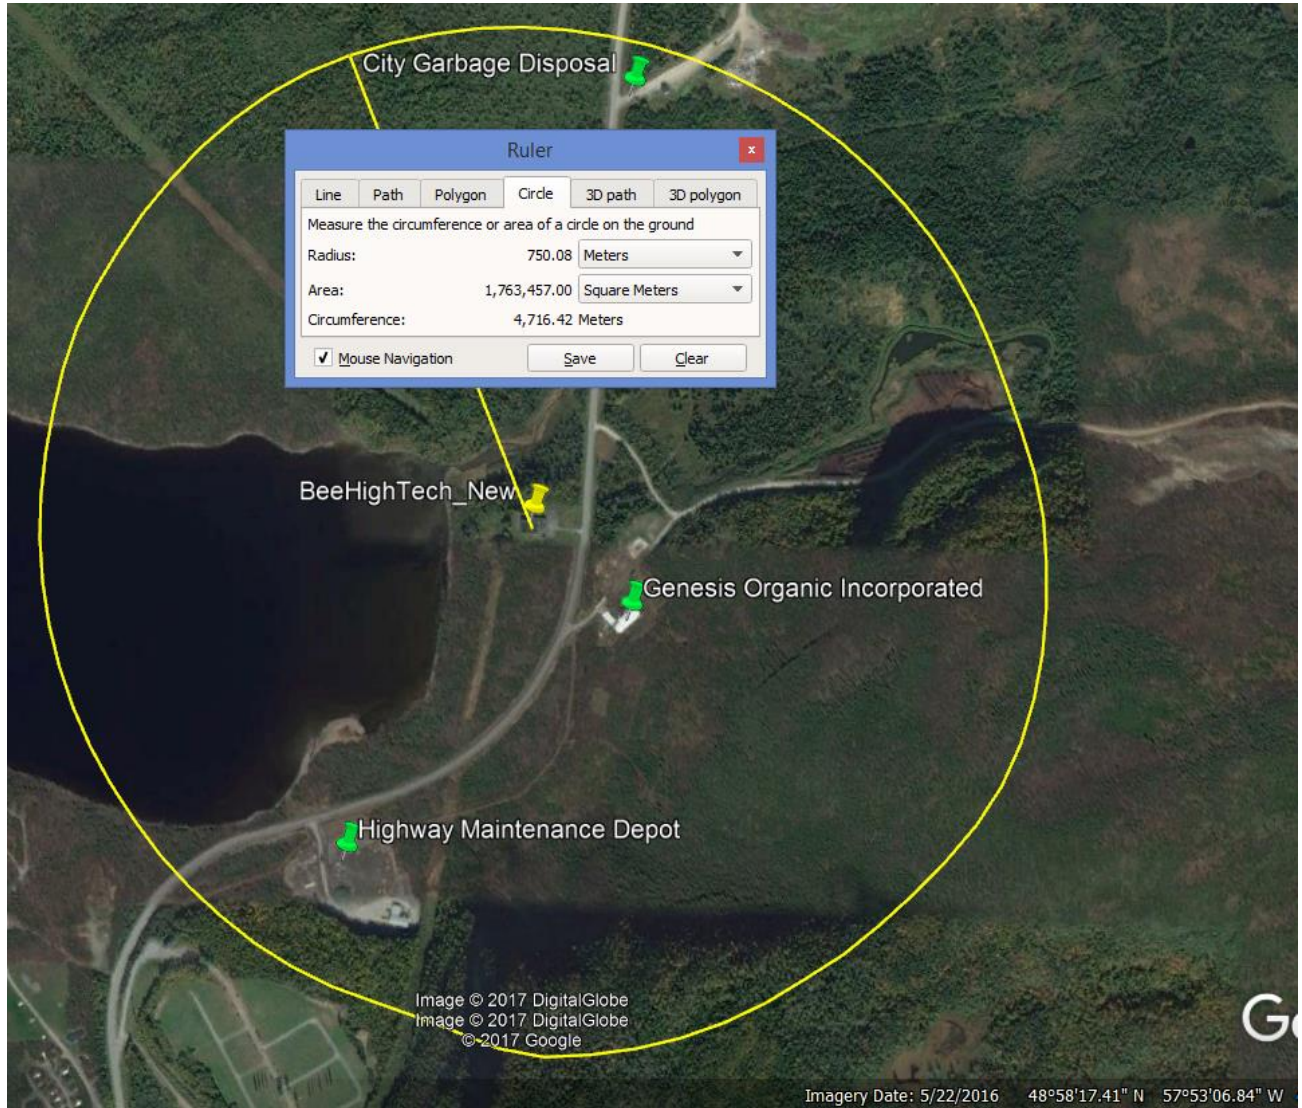 City Garbage Disposal
Ruler
x
Line Path Polygon Circle 3D path 3D polygon
Measure the circumference or area of a circle on the ground
Radius: 750.08 Meters
Area: 1,763,457.00 Square Meters
Circumference: 4,716.42 Meters
Mouse Navigation Save Clear
BeeHighTech_New
Genesis Organic Incorporated
Highway Maintenance Depot
Image © 2017 DigitalGlobe
Image © 2017 DigitalGlobe
© 2017 Google
Imagery Date: 5/22/2016 48°58'17.41" N 57°53'06.84" W